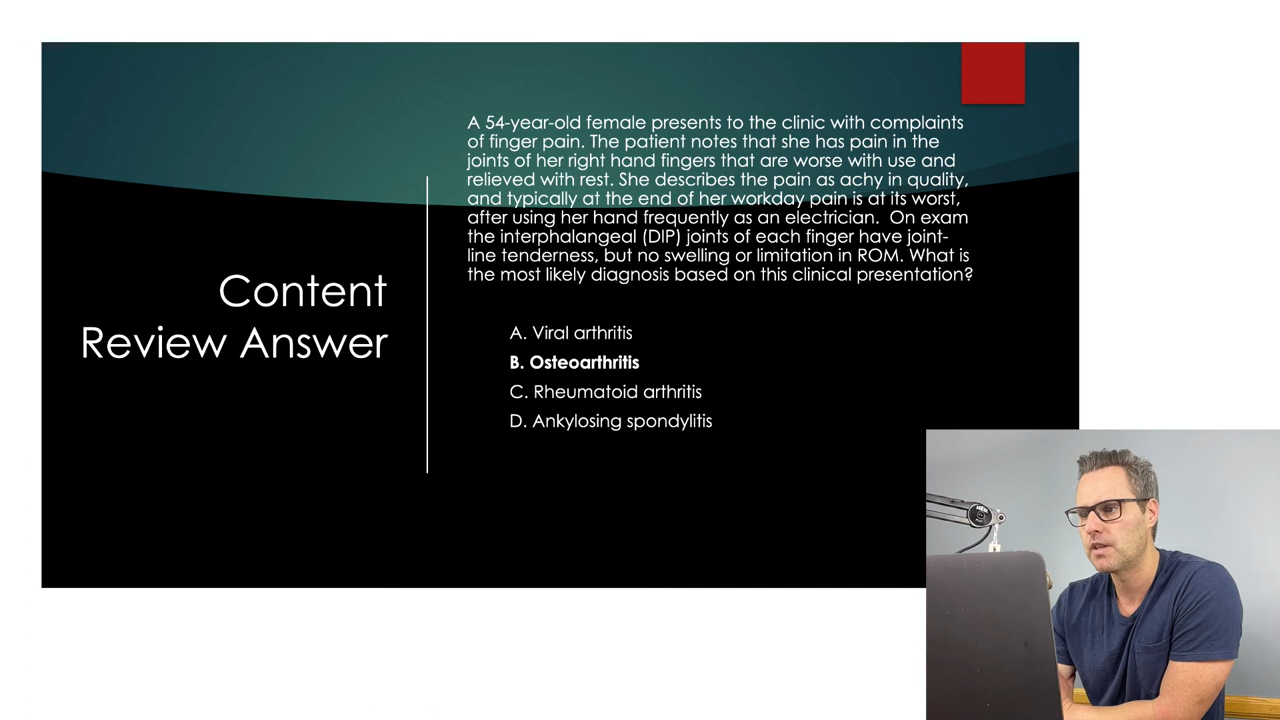 Content
Review Answer
A 54-year-old female presents to the clinic with complaints
of finger pain. The patient notes that she has pain in the
joints of her right hand fingers that are worse with use and
relieved with rest. She describes the pain as achy in quality,
and typically at the end of her workday pain is at its worst,
after using her hand frequently as an electrician.  On exam
the interphalangeal (DIP) joints of each finger have joint-
line tenderness, but no swelling or limitation in ROM. What is
the most likely diagnosis based on this clinical presentation?
A. Viral arthritis
B. Osteoarthritis
C. Rheumatoid arthritis
D. Ankylosing spondylitis